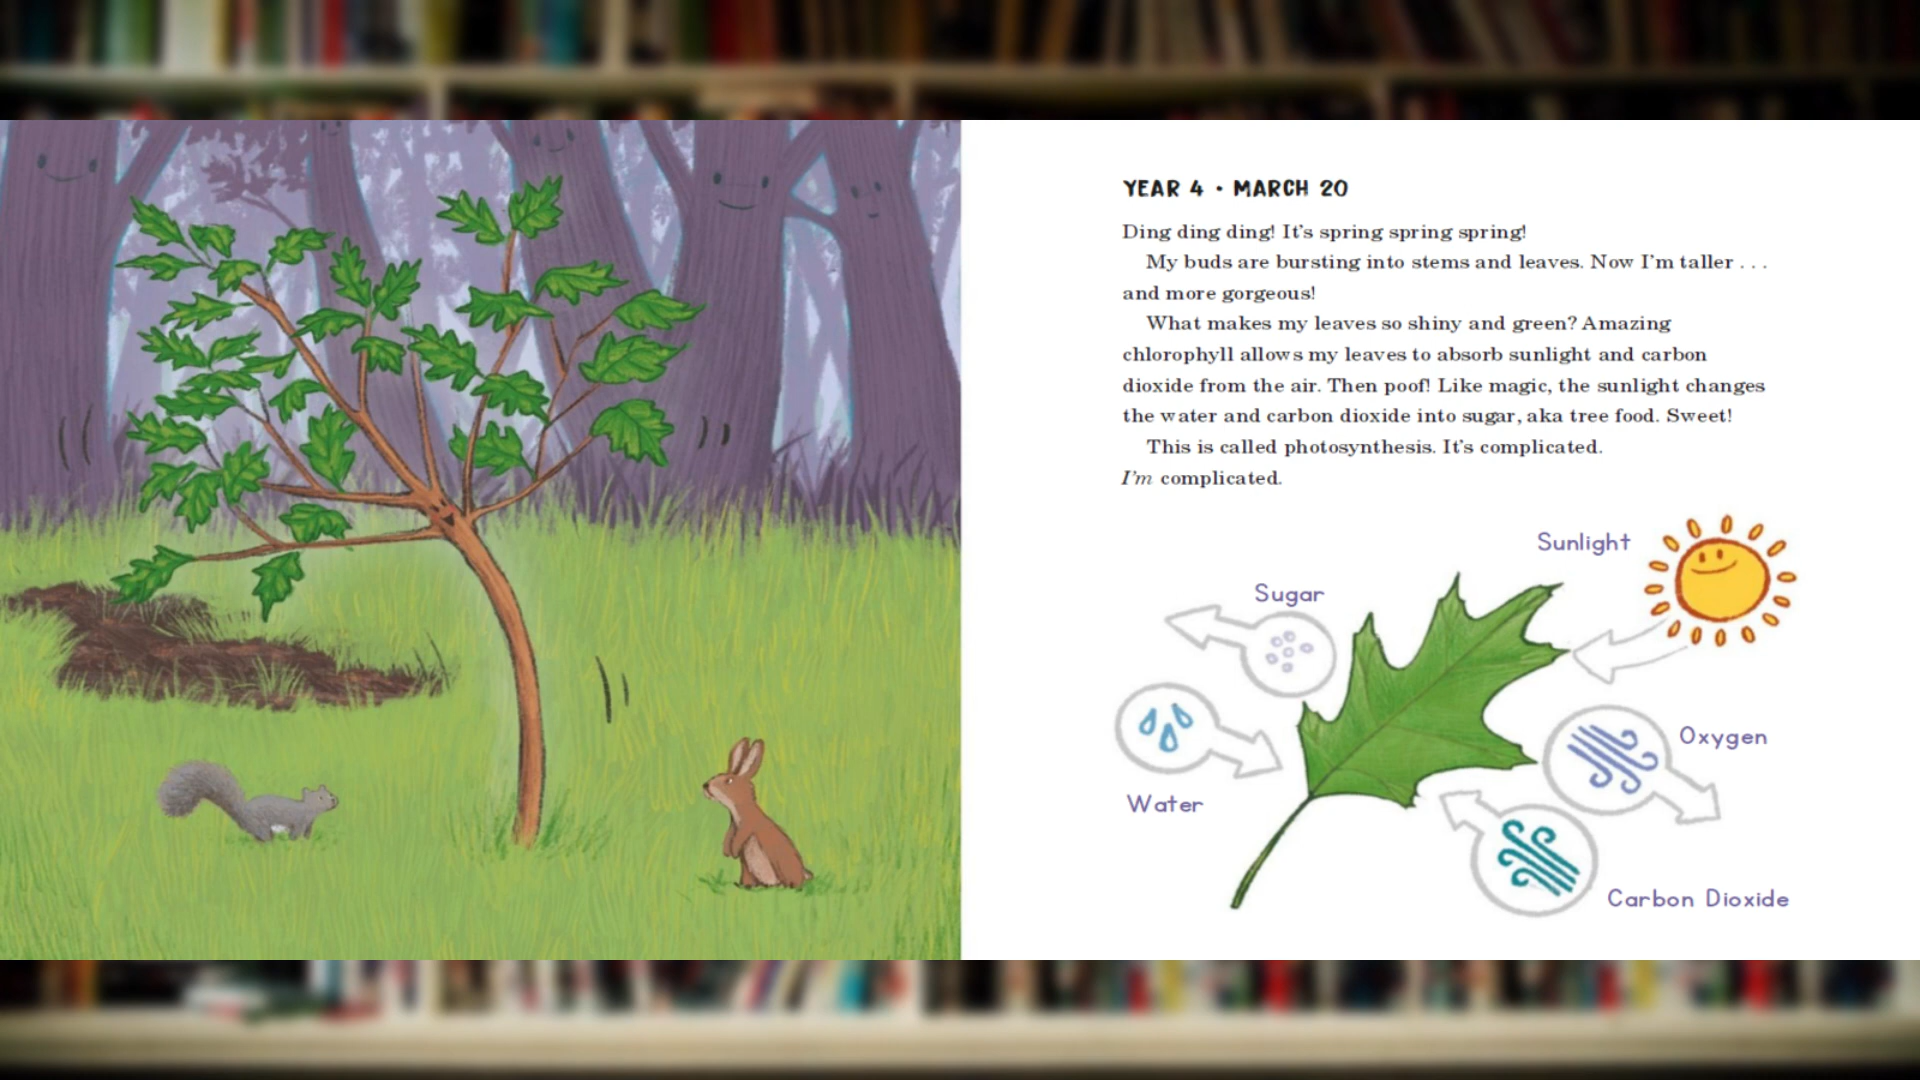 YEAR 4 • MARCH 20
Ding ding ding! It’s spring spring spring!
My buds are bursting into stems and leaves. Now I’m taller . . .
and more gorgeous!
What makes my leaves so shiny and green? Amazing
chlorophyll allows my leaves to absorb sunlight and carbon
dioxide from the air. Then poof! Like magic, the sunlight changes
the water and carbon dioxide into sugar, aka tree food. Sweet!
This is called photosynthesis. It’s complicated.
I’m complicated.
Sunlight
Sugar
Oxygen
Water
Carbon Dioxide